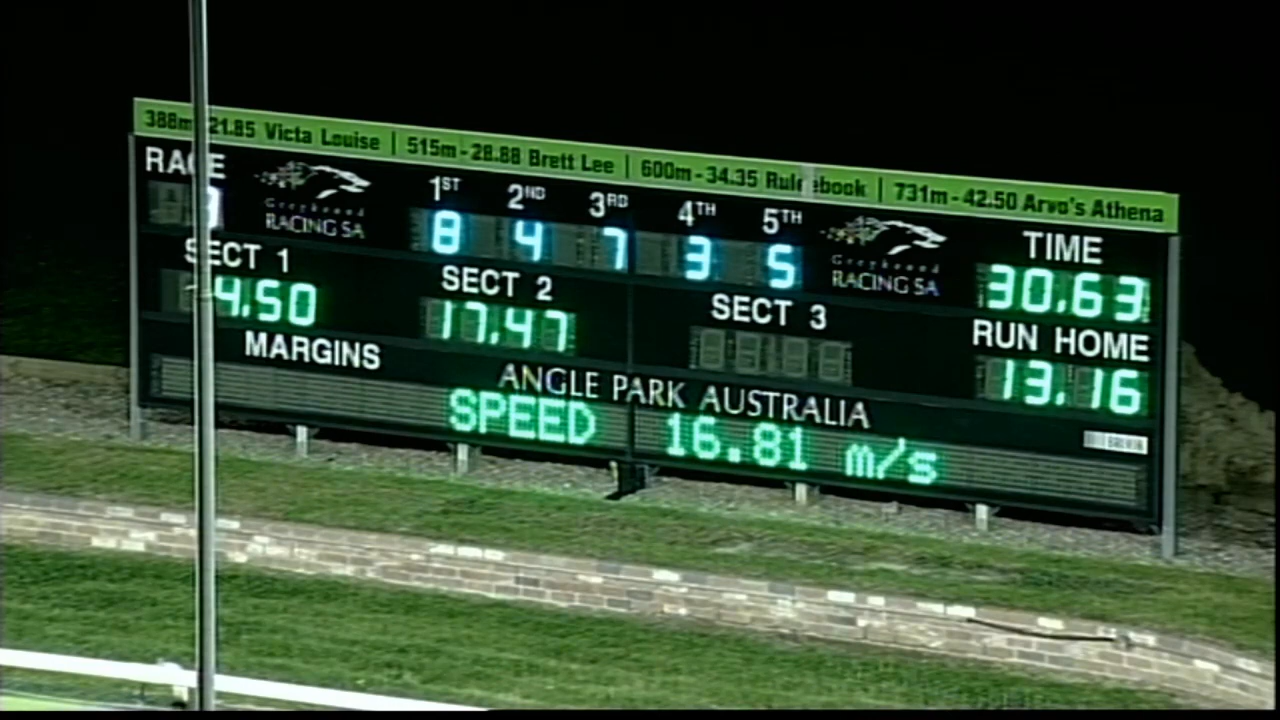 388m-21.85 Victa Louise | 515m-28.88 Brett Lee | 600m-34.35 Rulebook | 731m-42.50 Arvo's Athena
RACE
Greyhound
RACING SA
1ST 2ND 3RD 4TH 5TH
8 4 7 3 5
Greyhound
RACING SA
TIME
30.63
SECT 1
4.50
SECT 2
17.47
SECT 3
RUN HOME
13.16
MARGINS
ANGLE PARK AUSTRALIA
SPEED 16.81 m/s